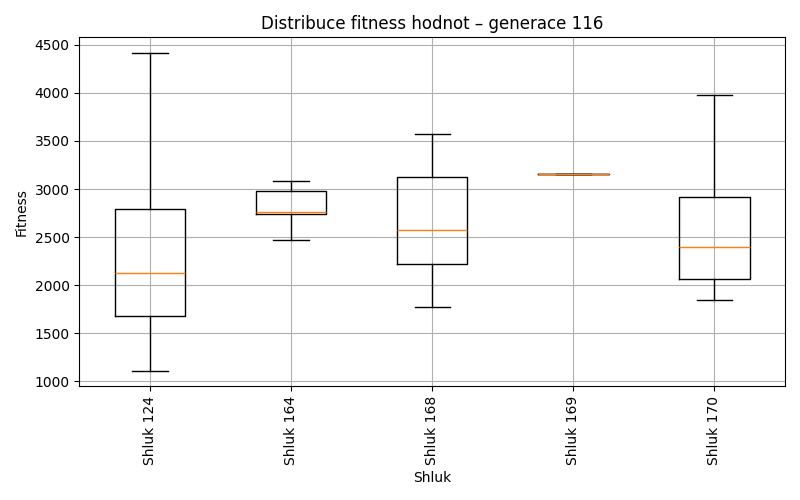 Distribuce fitness hodnot – generace 116
Fitness
4500
4000
3500
3000
2500
2000
1500
1000
Shluk 124
Shluk 164
Shluk 168
Shluk 169
Shluk 170
Shluk